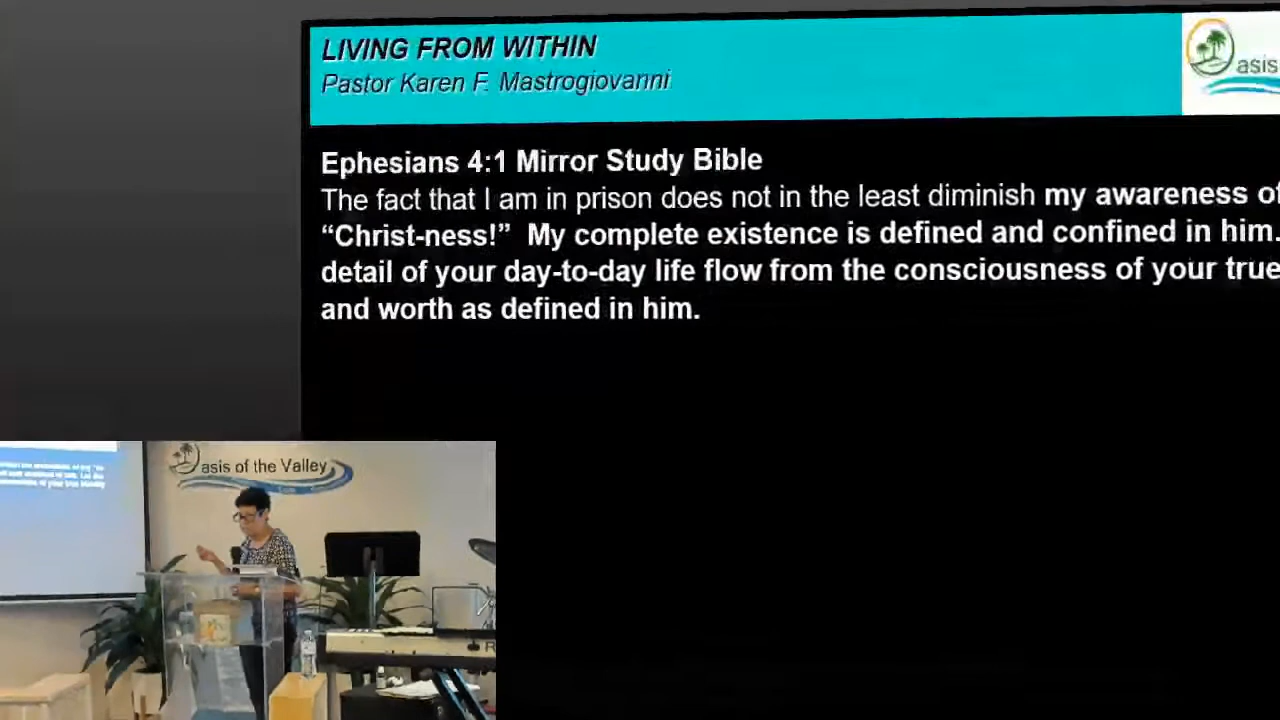 LIVING FROM WITHIN
Pastor Karen F. Mastrogiovanni
asis
Ephesians 4:1 Mirror Study Bible
The fact that I am in prison does not in the least diminish my awareness of
“Christ-ness!” My complete existence is defined and confined in him.
detail of your day-to-day life flow from the consciousness of your true
and worth as defined in him.
asis of the Valley